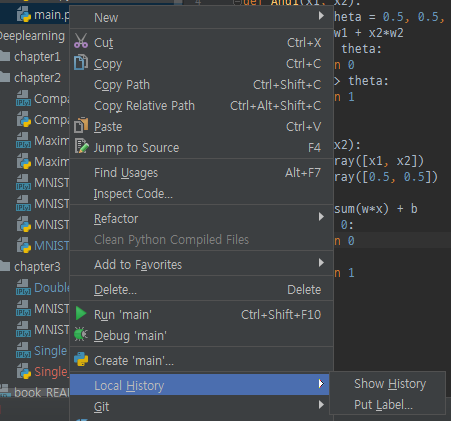 main.p
Deeplearning
chapter1
chapter2
Compa
Compa
Maxim
Maxim
MNIST
MNIST
MNIST
MNIST
chapter3
Doubl
MNIST
MNIST
Single
Single_
book_REA
New
Cut Ctrl+X
Copy Ctrl+C
Copy Path Ctrl+Shift+C
Copy Relative Path Ctrl+Alt+Shift+C
Paste Ctrl+V
Jump to Source F4
Find Usages Alt+F7
Inspect Code...
Refactor
Clean Python Compiled Files
Add to Favorites
Delete... Delete
Run 'main' Ctrl+Shift+F10
Debug 'main'
Create 'main'...
Local History
Git
Show History
Put Label...
4
def And1(x1, x2):
heta = 0.5, 0.5,
w1 + x2*w2
theta:
n 0
> theta:
n 1
x2):
ray([x1, x2])
ray([0.5, 0.5])
sum(w*x) + b
0:
n 0
n 1